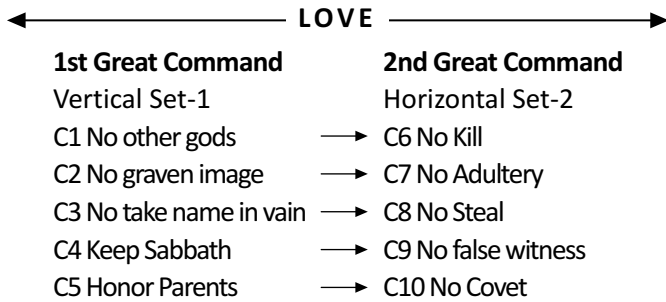 LOVE
1st Great Command 2nd Great Command
Vertical Set-1 Horizontal Set-2
C1 No other gods C6 No Kill
C2 No graven image C7 No Adultery
C3 No take name in vain C8 No Steal
C4 Keep Sabbath C9 No false witness
C5 Honor Parents C10 No Covet